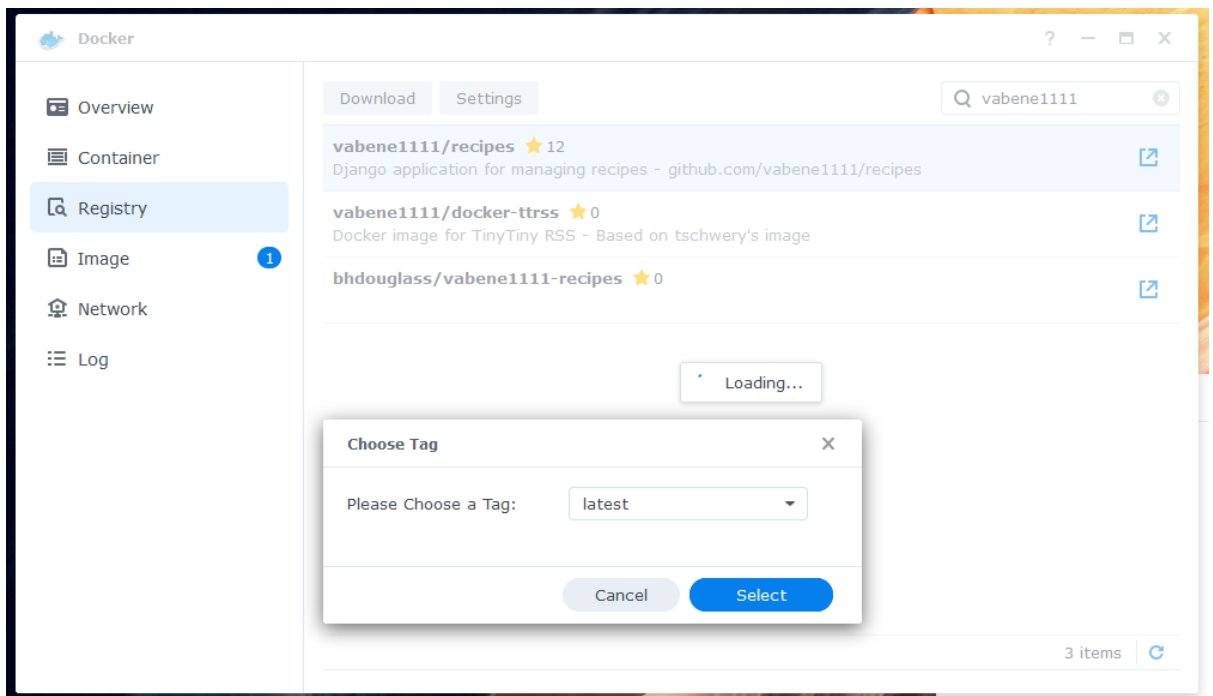 Docker
?
Overview
Container
Registry
Image 1
Network
Log
Download Settings vabene1111
vabene1111/recipes 12
Django application for managing recipes - github.com/vabene1111/recipes
vabene1111/docker-ttrss 0
Docker image for TinyTiny RSS - Based on tschwery's image
bhdouglass/vabene1111-recipes 0
Loading...
Choose Tag
Please Choose a Tag: latest
Cancel Select
3 items